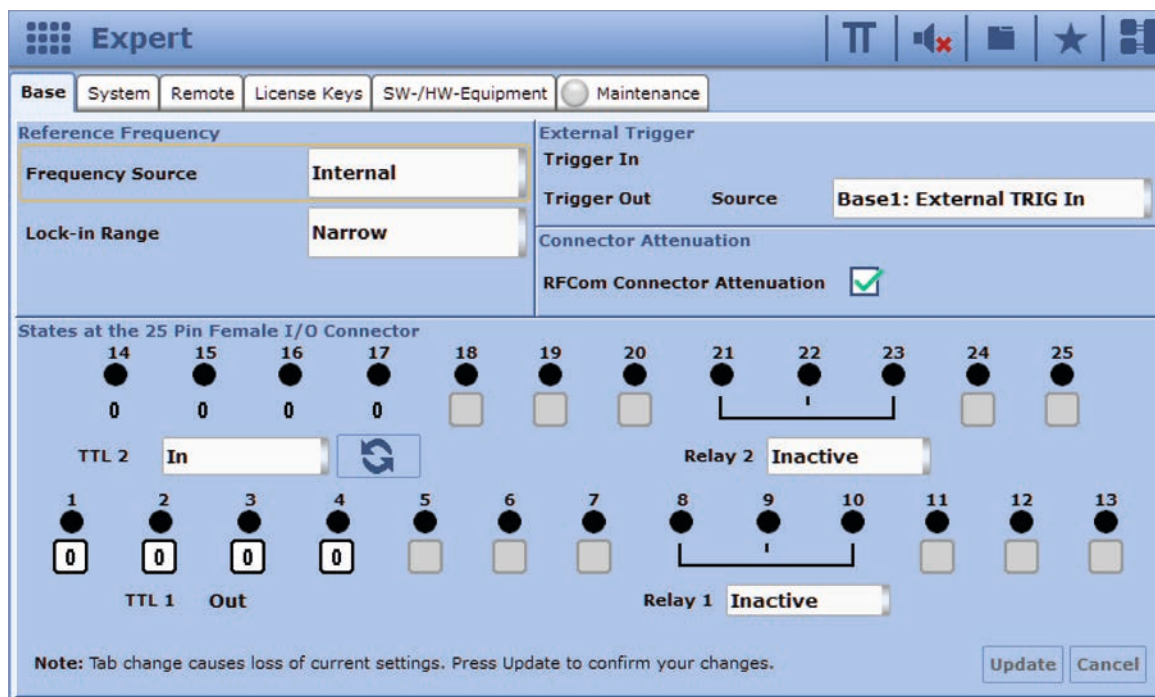 Expert
Base System Remote License Keys SW-/HW-Equipment Maintenance
Reference Frequency
Frequency Source Internal
Lock-in Range Narrow
External Trigger
Trigger In
Trigger Out Source Base1: External TRIG In
Connector Attenuation
RFCom Connector Attenuation
States at the 25 Pin Female I/O Connector
14 15 16 17 18 19 20 21 22 23 24 25
0 0 0 0
TTL 2 In Relay 2 Inactive
1 2 3 4 5 6 7 8 9 10 11 12 13
0 0 0 0
TTL 1 Out Relay 1 Inactive
Note: Tab change causes loss of current settings. Press Update to confirm your changes.
Update Cancel